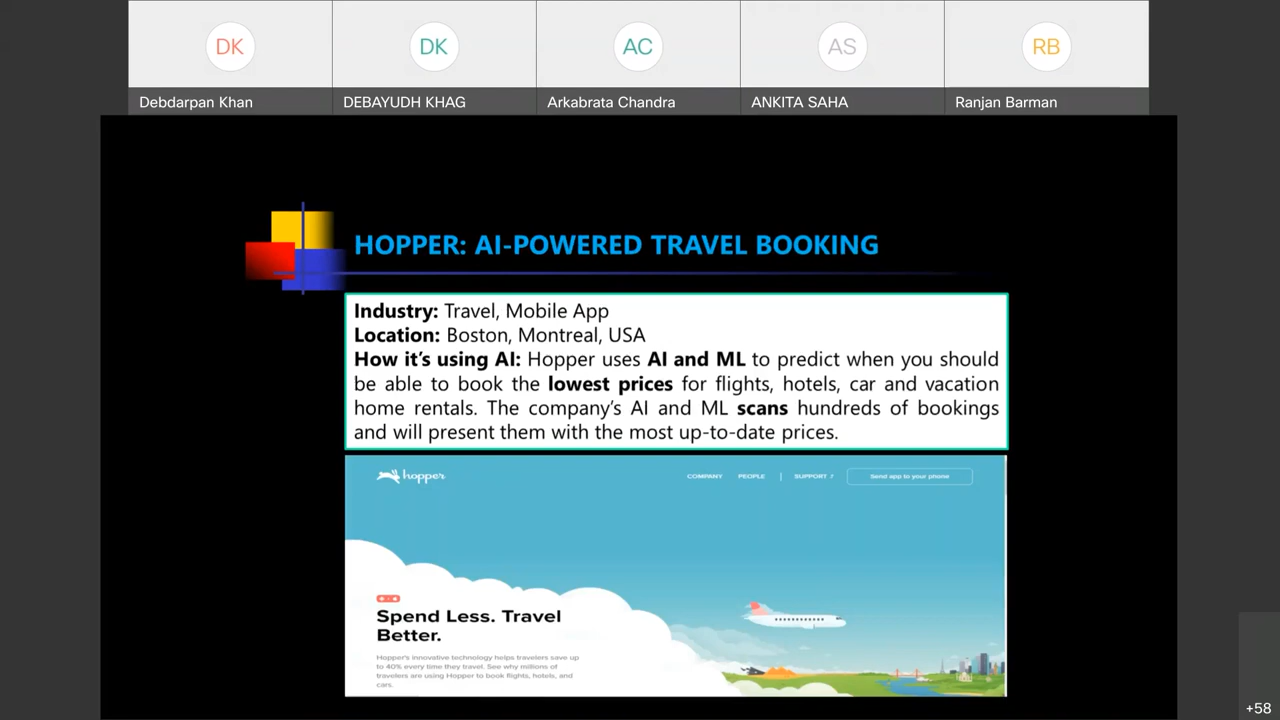 DK
DK
AC
AS
RB
Debdarpan Khan
DEBAYUDH KHAG
Arkabrata Chandra
ANKITA SAHA
Ranjan Barman
HOPPER: AI-POWERED TRAVEL BOOKING
Industry: Travel, Mobile App
Location: Boston, Montreal, USA
How it's using AI: Hopper uses AI and ML to predict when you should
be able to book the lowest prices for flights, hotels, car and vacation
home rentals. The company's AI and ML scans hundreds of bookings
and will present them with the most up-to-date prices.
hopper
COMPANY PEOPLE | SUPPORT
Send app to your phone
Spend Less. Travel
Better.
Hopper's innovative technology helps travelers save up
to 40% every time they travel. See why millions of
travelers are using Hopper to book flights, hotels, and
cars.
+58